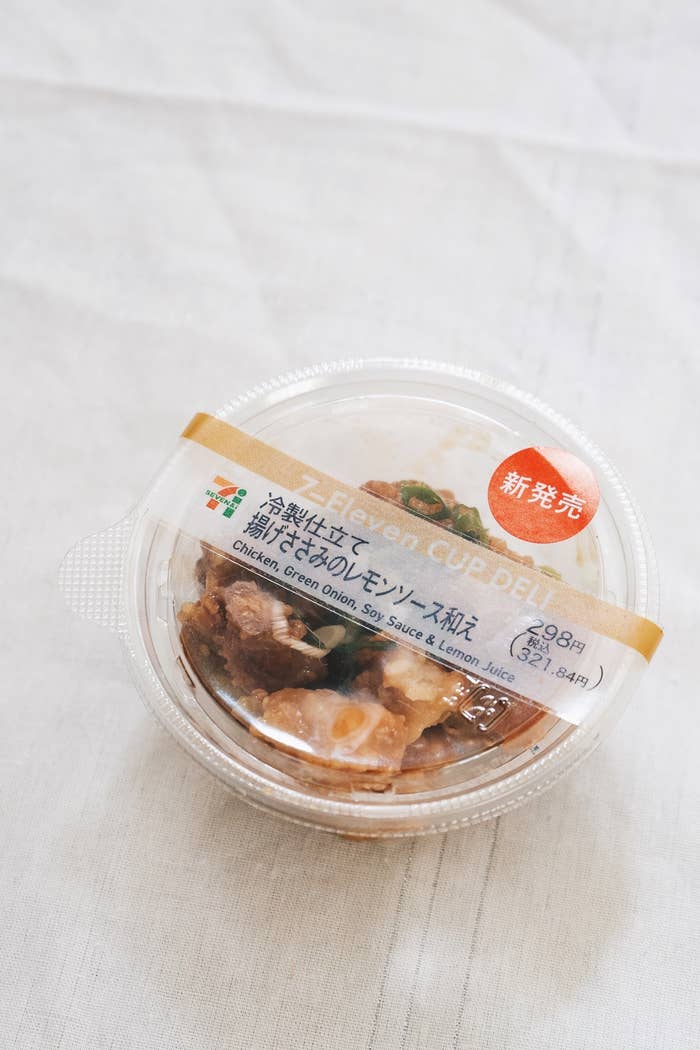 新発売
7-Eleven CUP DELI
7
SEVEN&i
冷製仕立て
揚げささみのレモンソース和え
Chicken, Green Onion, Soy Sauce & Lemon Juice
298円
税込
(321.84円)